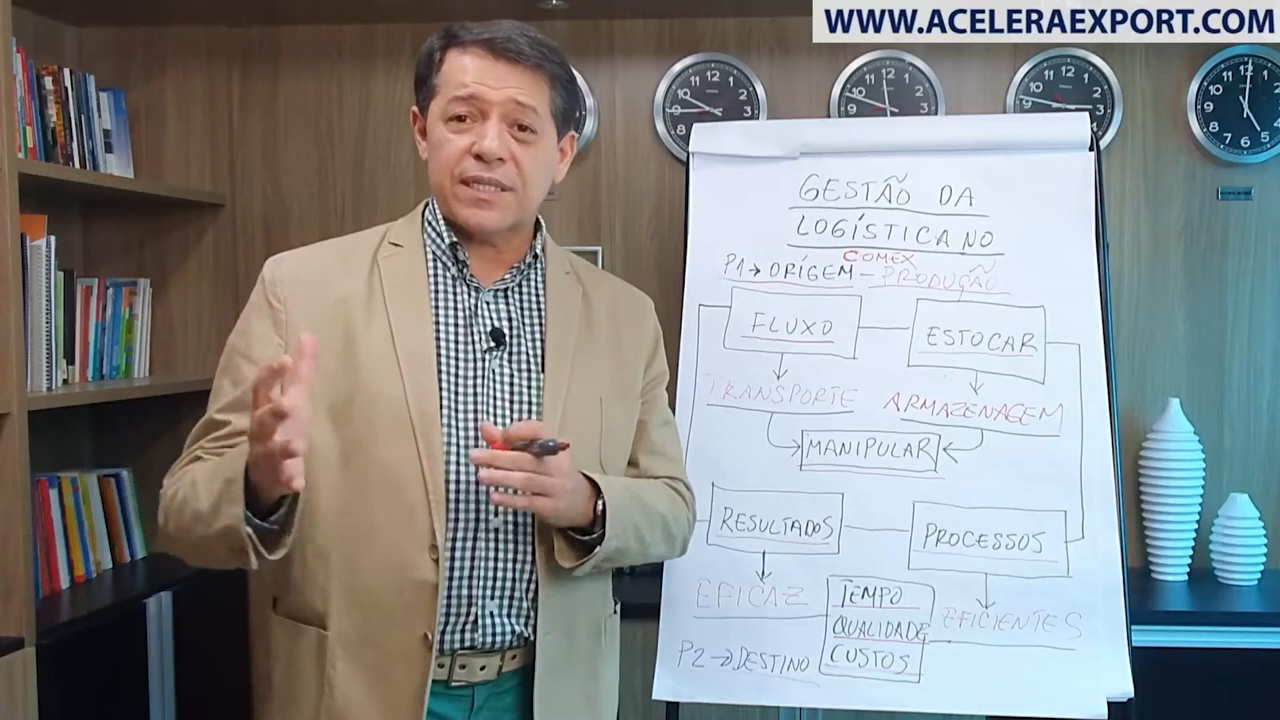 WWW.ACELERAEXPORT.COM
GESTÃO DA
LOGÍSTICA NO
COMEX
P1→ORÍGEM-PRODUÇÃO
FLUXO
ESTOCAR
TRANSPORTE
ARMAZENAGEM
MANIPULAR
RESULTADOS
PROCESSOS
EFICAZ
TEMPO
QUALIDADE
CUSTOS
EFICIENTES
P2→DESTINO